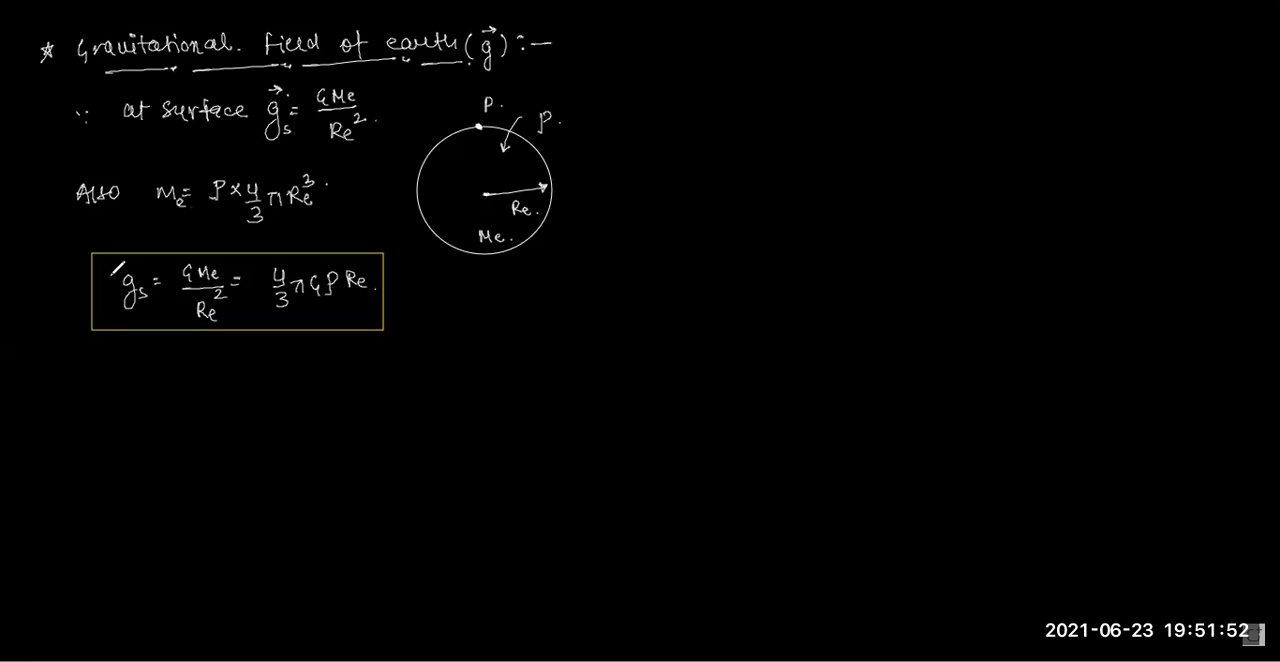 * Gravitational. field of earth (g⃗) :-
∵ at surface g⃗s = GMe/Re².
P.
ρ.
Also Me = ρ × 4/3 π Re³.
Re.
Me.
gs = GMe/Re² = 4/3 π G ρ Re.
2021-06-23 19:51:52